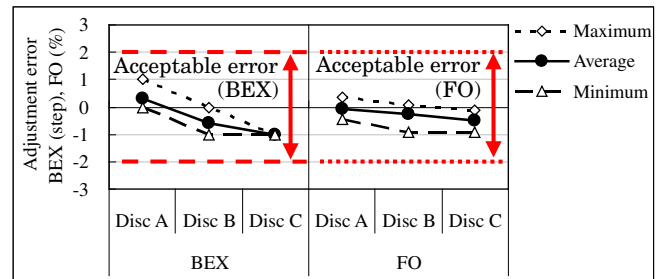 Adjustment error
BEX (step), FO (%)
3
2
1
0
-1
-2
-3
Acceptable error
(BEX)
Acceptable error
(FO)
Disc A Disc B Disc C Disc A Disc B Disc C
BEX FO
Maximum
Average
Minimum